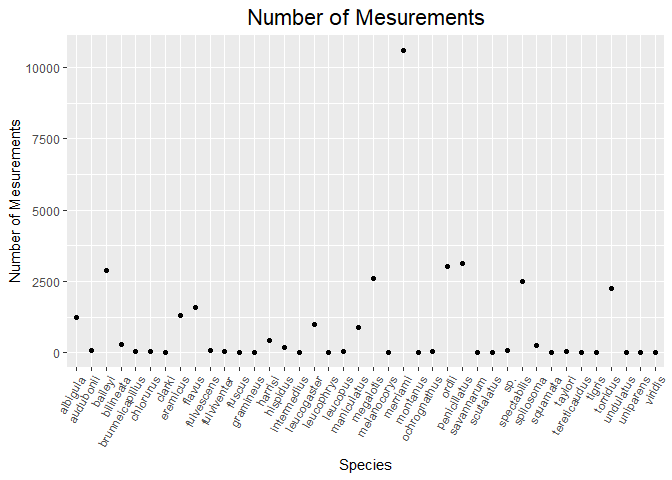 Number of Mesurements
10000
7500
5000
2500
0
Number of Mesurements
albigula
audubonii
baileyi
bilineata
brunneicapillus
chlorurus
clarki
eremicus
flavus
fulvescens
fulviventer
fuscus
gramineus
harrisi
hispidus
intermedius
leucogaster
leucophrys
leucopus
maniculatus
megalotis
melanocorys
merriami
montanus
ochrognathus
ordii
penicillatus
savannarum
scutalatus
sp.
spectabilis
spilosoma
squamata
taylori
tereticaudus
tigris
torridus
undulatus
uniparens
viridis
Species